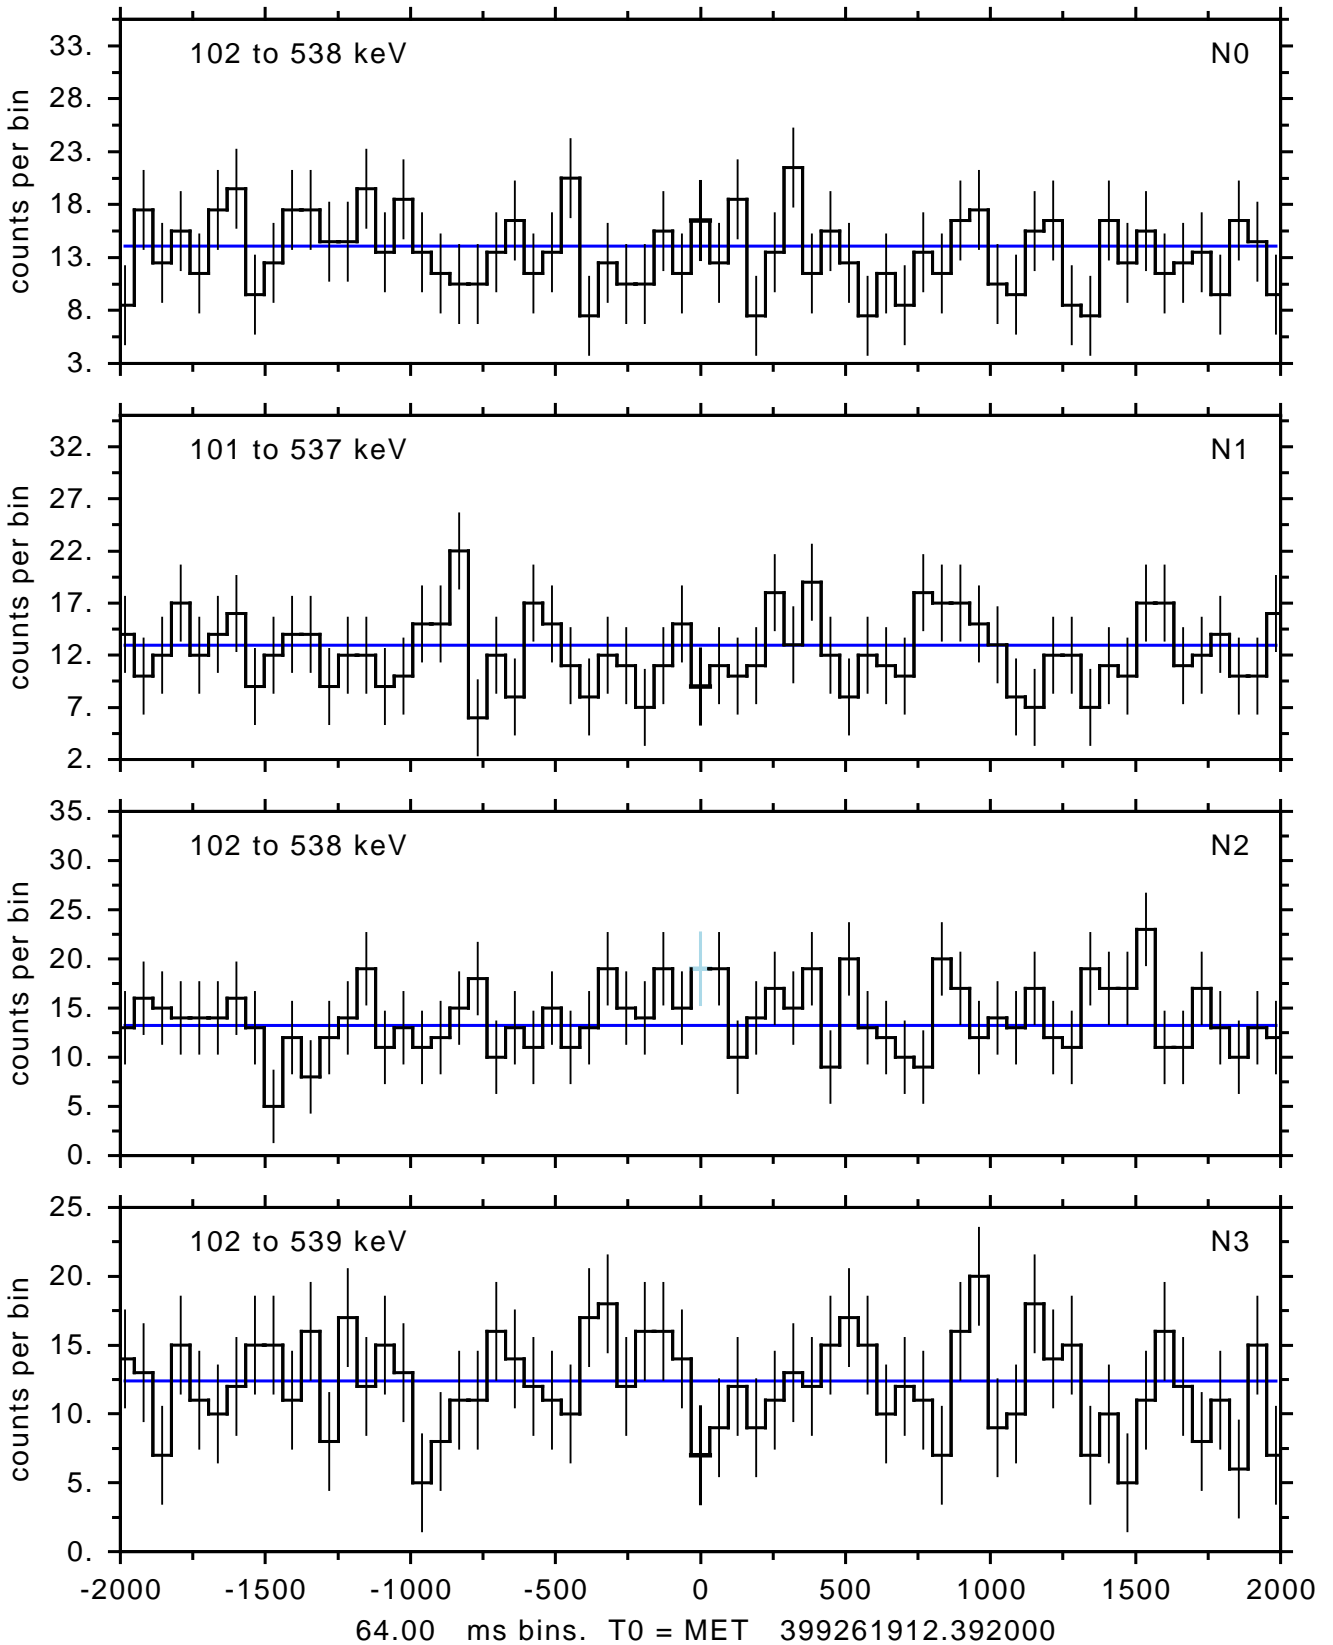 102 to 538 keV N0
counts per bin
33.
28.
23.
18.
13.
8.
3.
101 to 537 keV N1
counts per bin
32.
27.
22.
17.
12.
7.
2.
102 to 538 keV N2
counts per bin
35.
30.
25.
20.
15.
10.
5.
0.
102 to 539 keV N3
counts per bin
25.
20.
15.
10.
5.
0.
-2000 -1500 -1000 -500 0 500 1000 1500 2000
64.00 ms bins. T0 = MET 399261912.392000